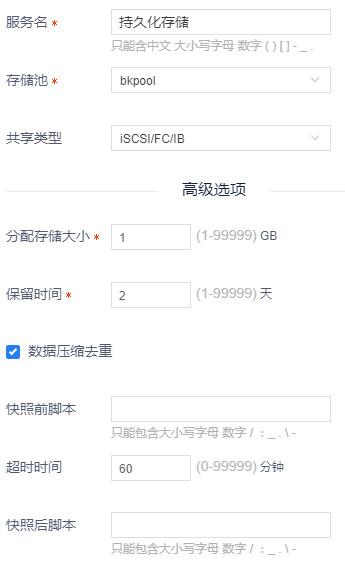 服务名 * 持久化存储
只能含中文 大小写字母 数字 ( ) [ ] - _ .
存储池 * bkpool
共享类型 iSCSI/FC/IB
高级选项
分配存储大小 * 1 (1-99999) GB
保留时间 * 2 (1-99999) 天
数据压缩去重
快照前脚本
只能包含大小写字母 数字 / : _ . \ -
超时时间 60 (0-99999) 分钟
快照后脚本
只能包含大小写字母 数字 / : _ . \ -